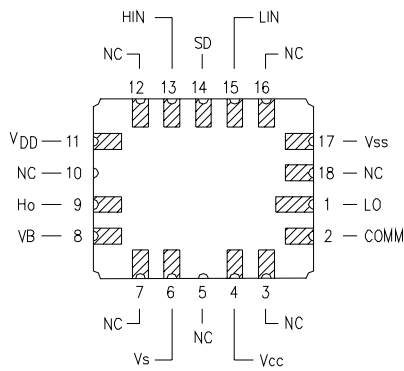 HIN LIN
SD
NC NC
12 13 14 15 16
VDD 11 17 Vss
NC 10 18 NC
Ho 9 1 LO
VB 8 2 COMM
7 6 5 4 3
NC NC NC
Vs Vcc